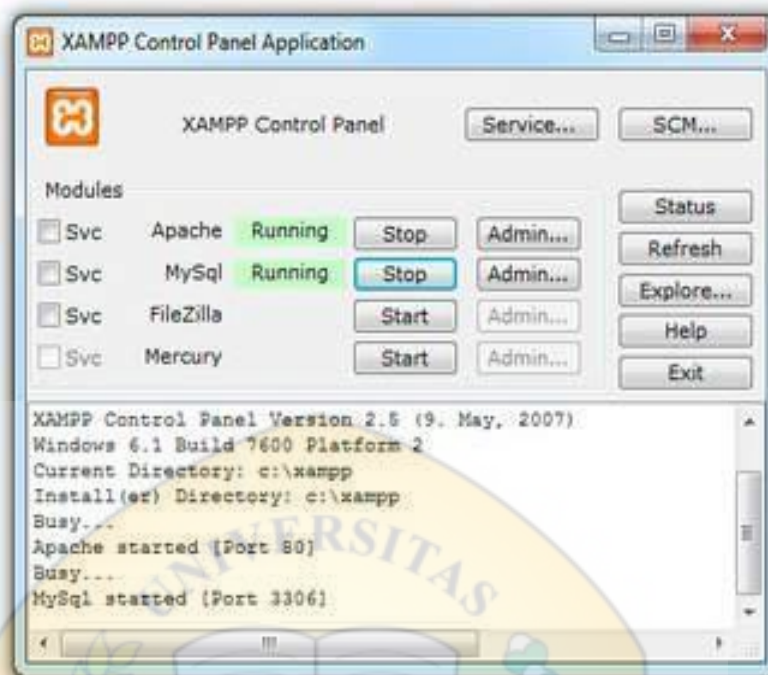 XAMPP Control Panel Application
XAMPP Control Panel Service... SCM...
Modules
Svc Apache Running Stop Admin...
Svc MySql Running Stop Admin...
Svc FileZilla Start Admin...
Svc Mercury Start Admin...
Status
Refresh
Explore...
Help
Exit
XAMPP Control Panel Version 2.5 (9. May, 2007)
Windows 6.1 Build 7600 Platform 2
Current Directory: c:\xampp
Install(er) Directory: c:\xampp
Busy...
Apache started [Port 80]
Busy...
MySql started [Port 3306]
UNIVERSITAS